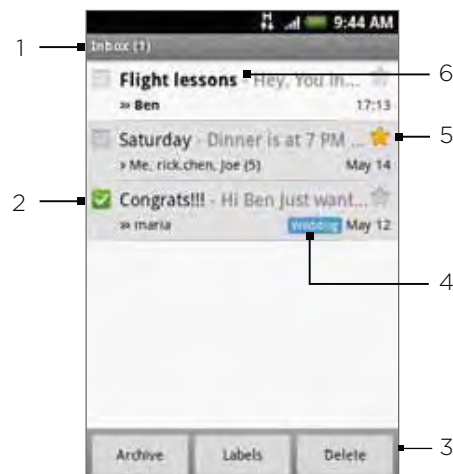 9:44 AM
1
Inbox (1)
6
Flight lessons - Hey, You in...
» Ben 17:13
5
Saturday - Dinner is at 7 PM ...
› Me, rick.chen, Joe (5) May 14
2
Congrats!!! - Hi Ben Just want...
» maria Wedding May 12
4
Archive Labels Delete
3